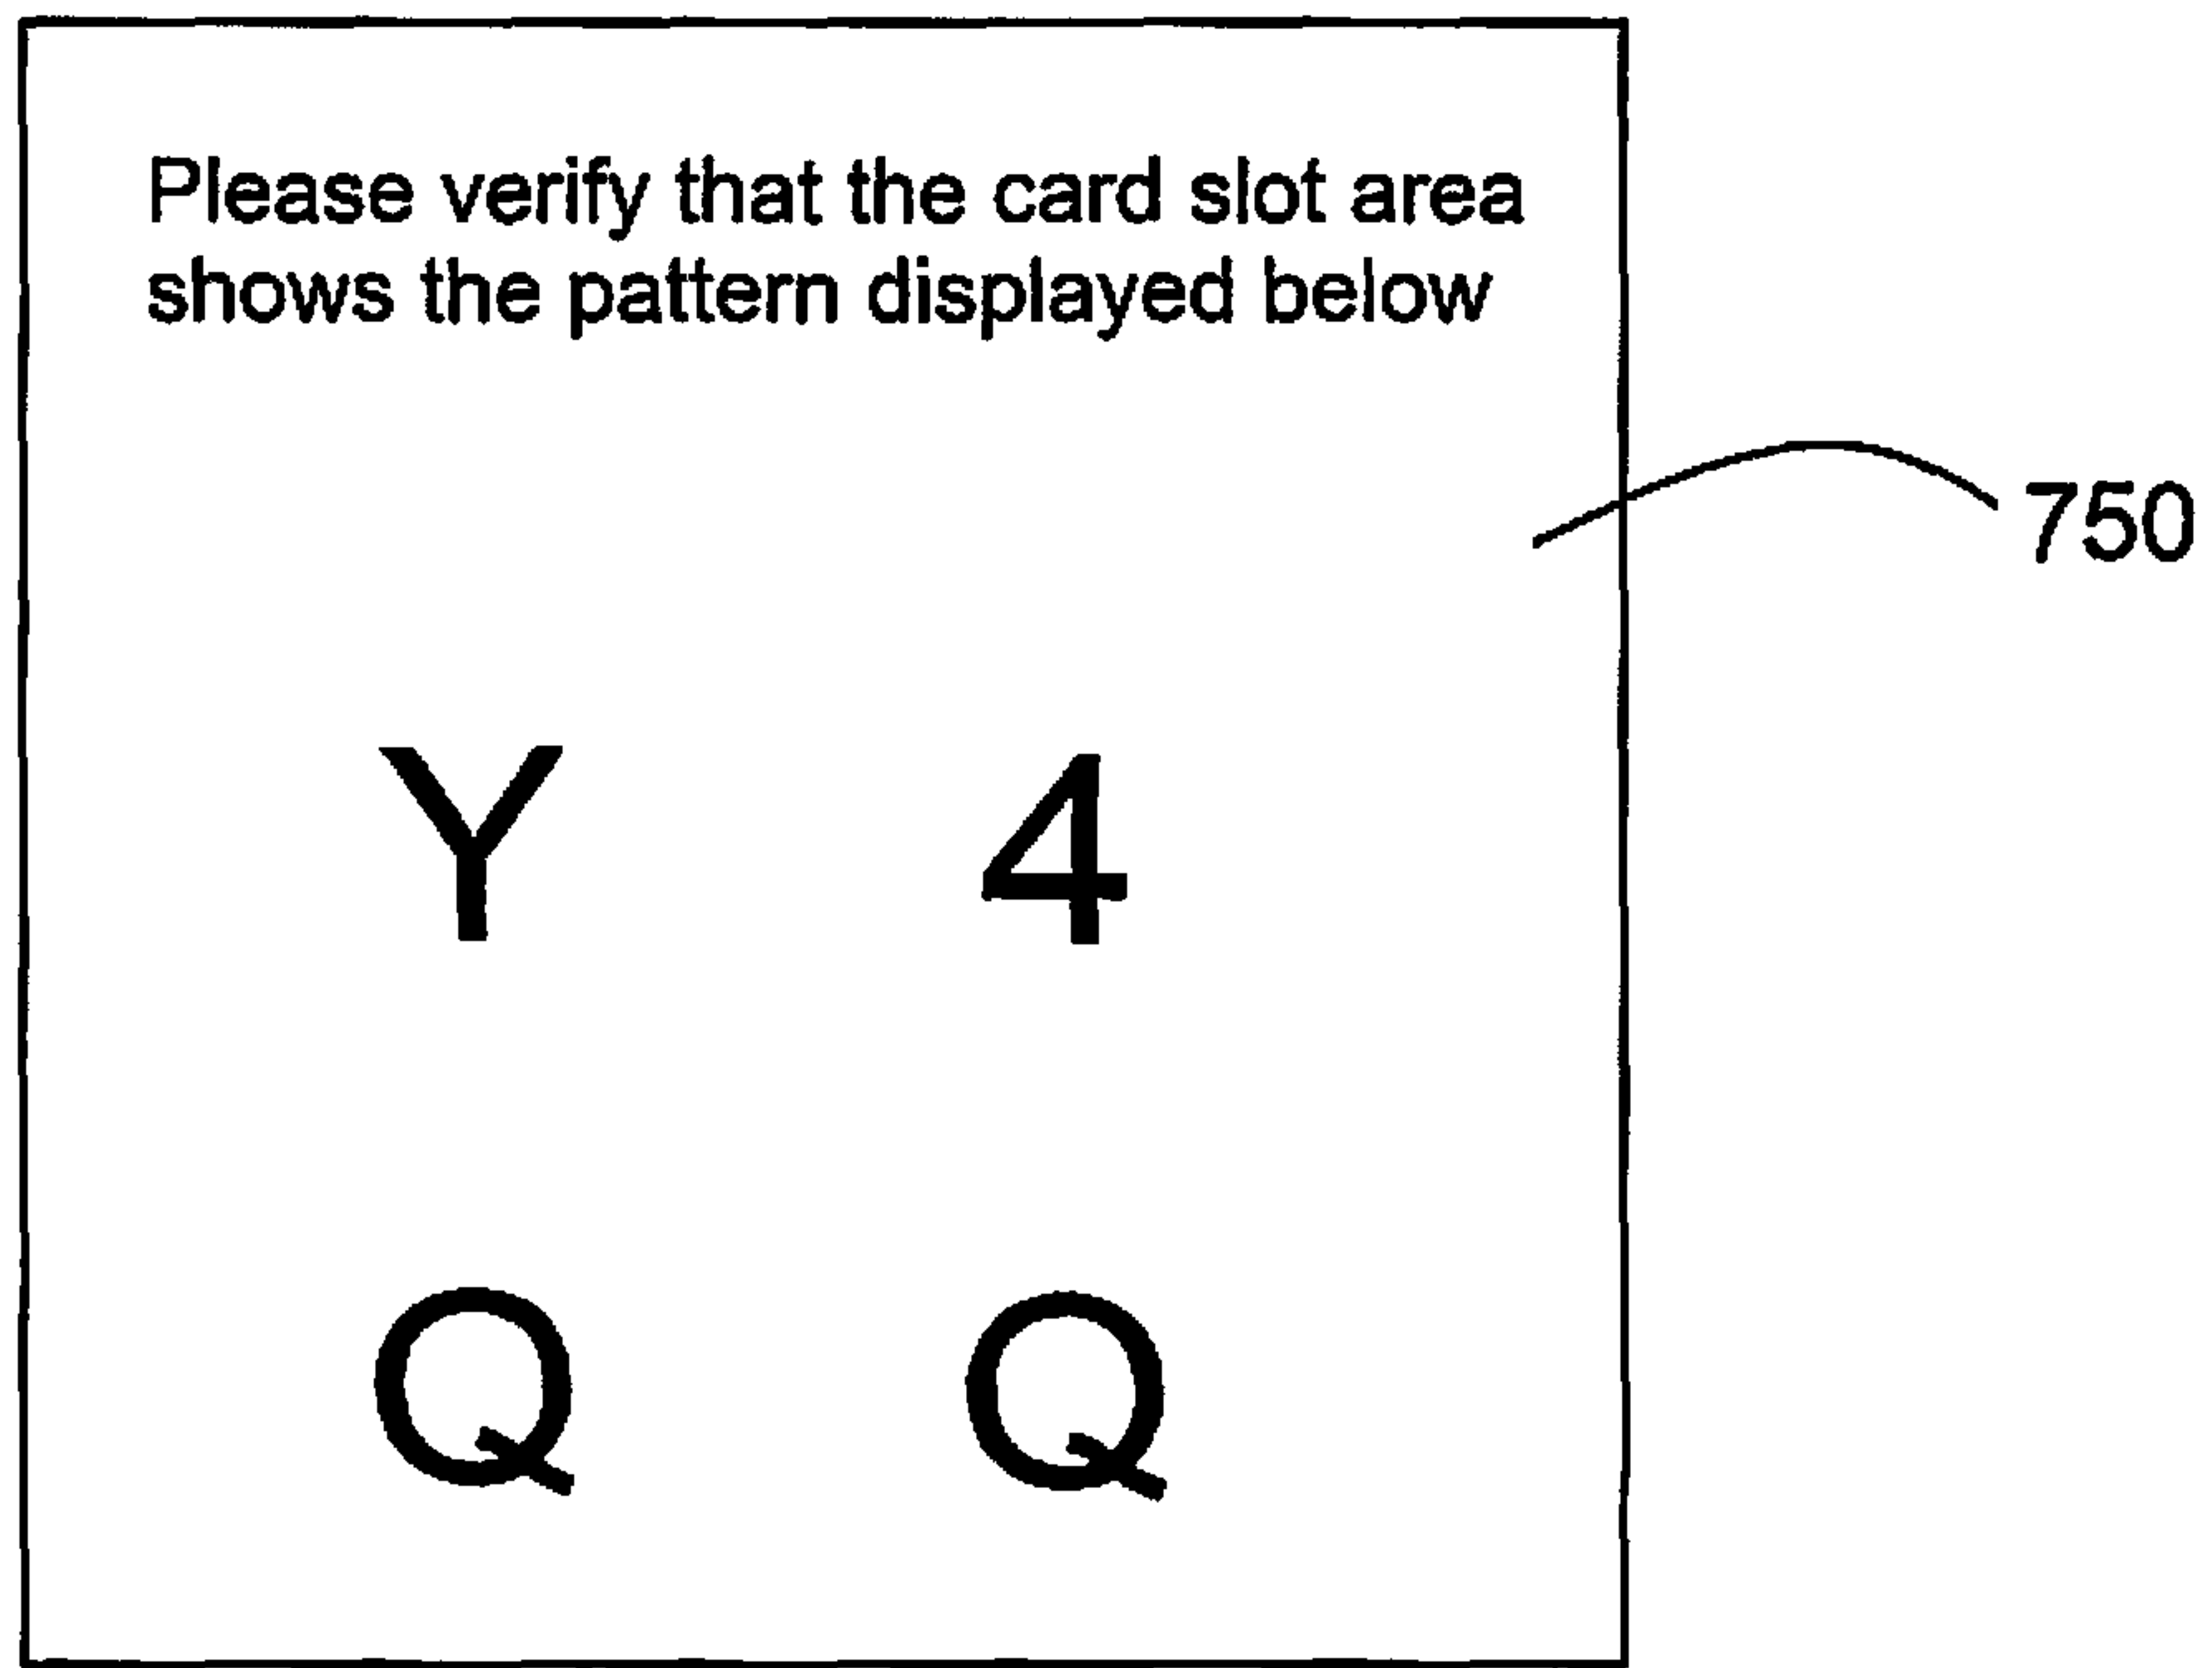 Please verify that the card slot area
shows the pattern displayed below
750
Y 4
Q Q